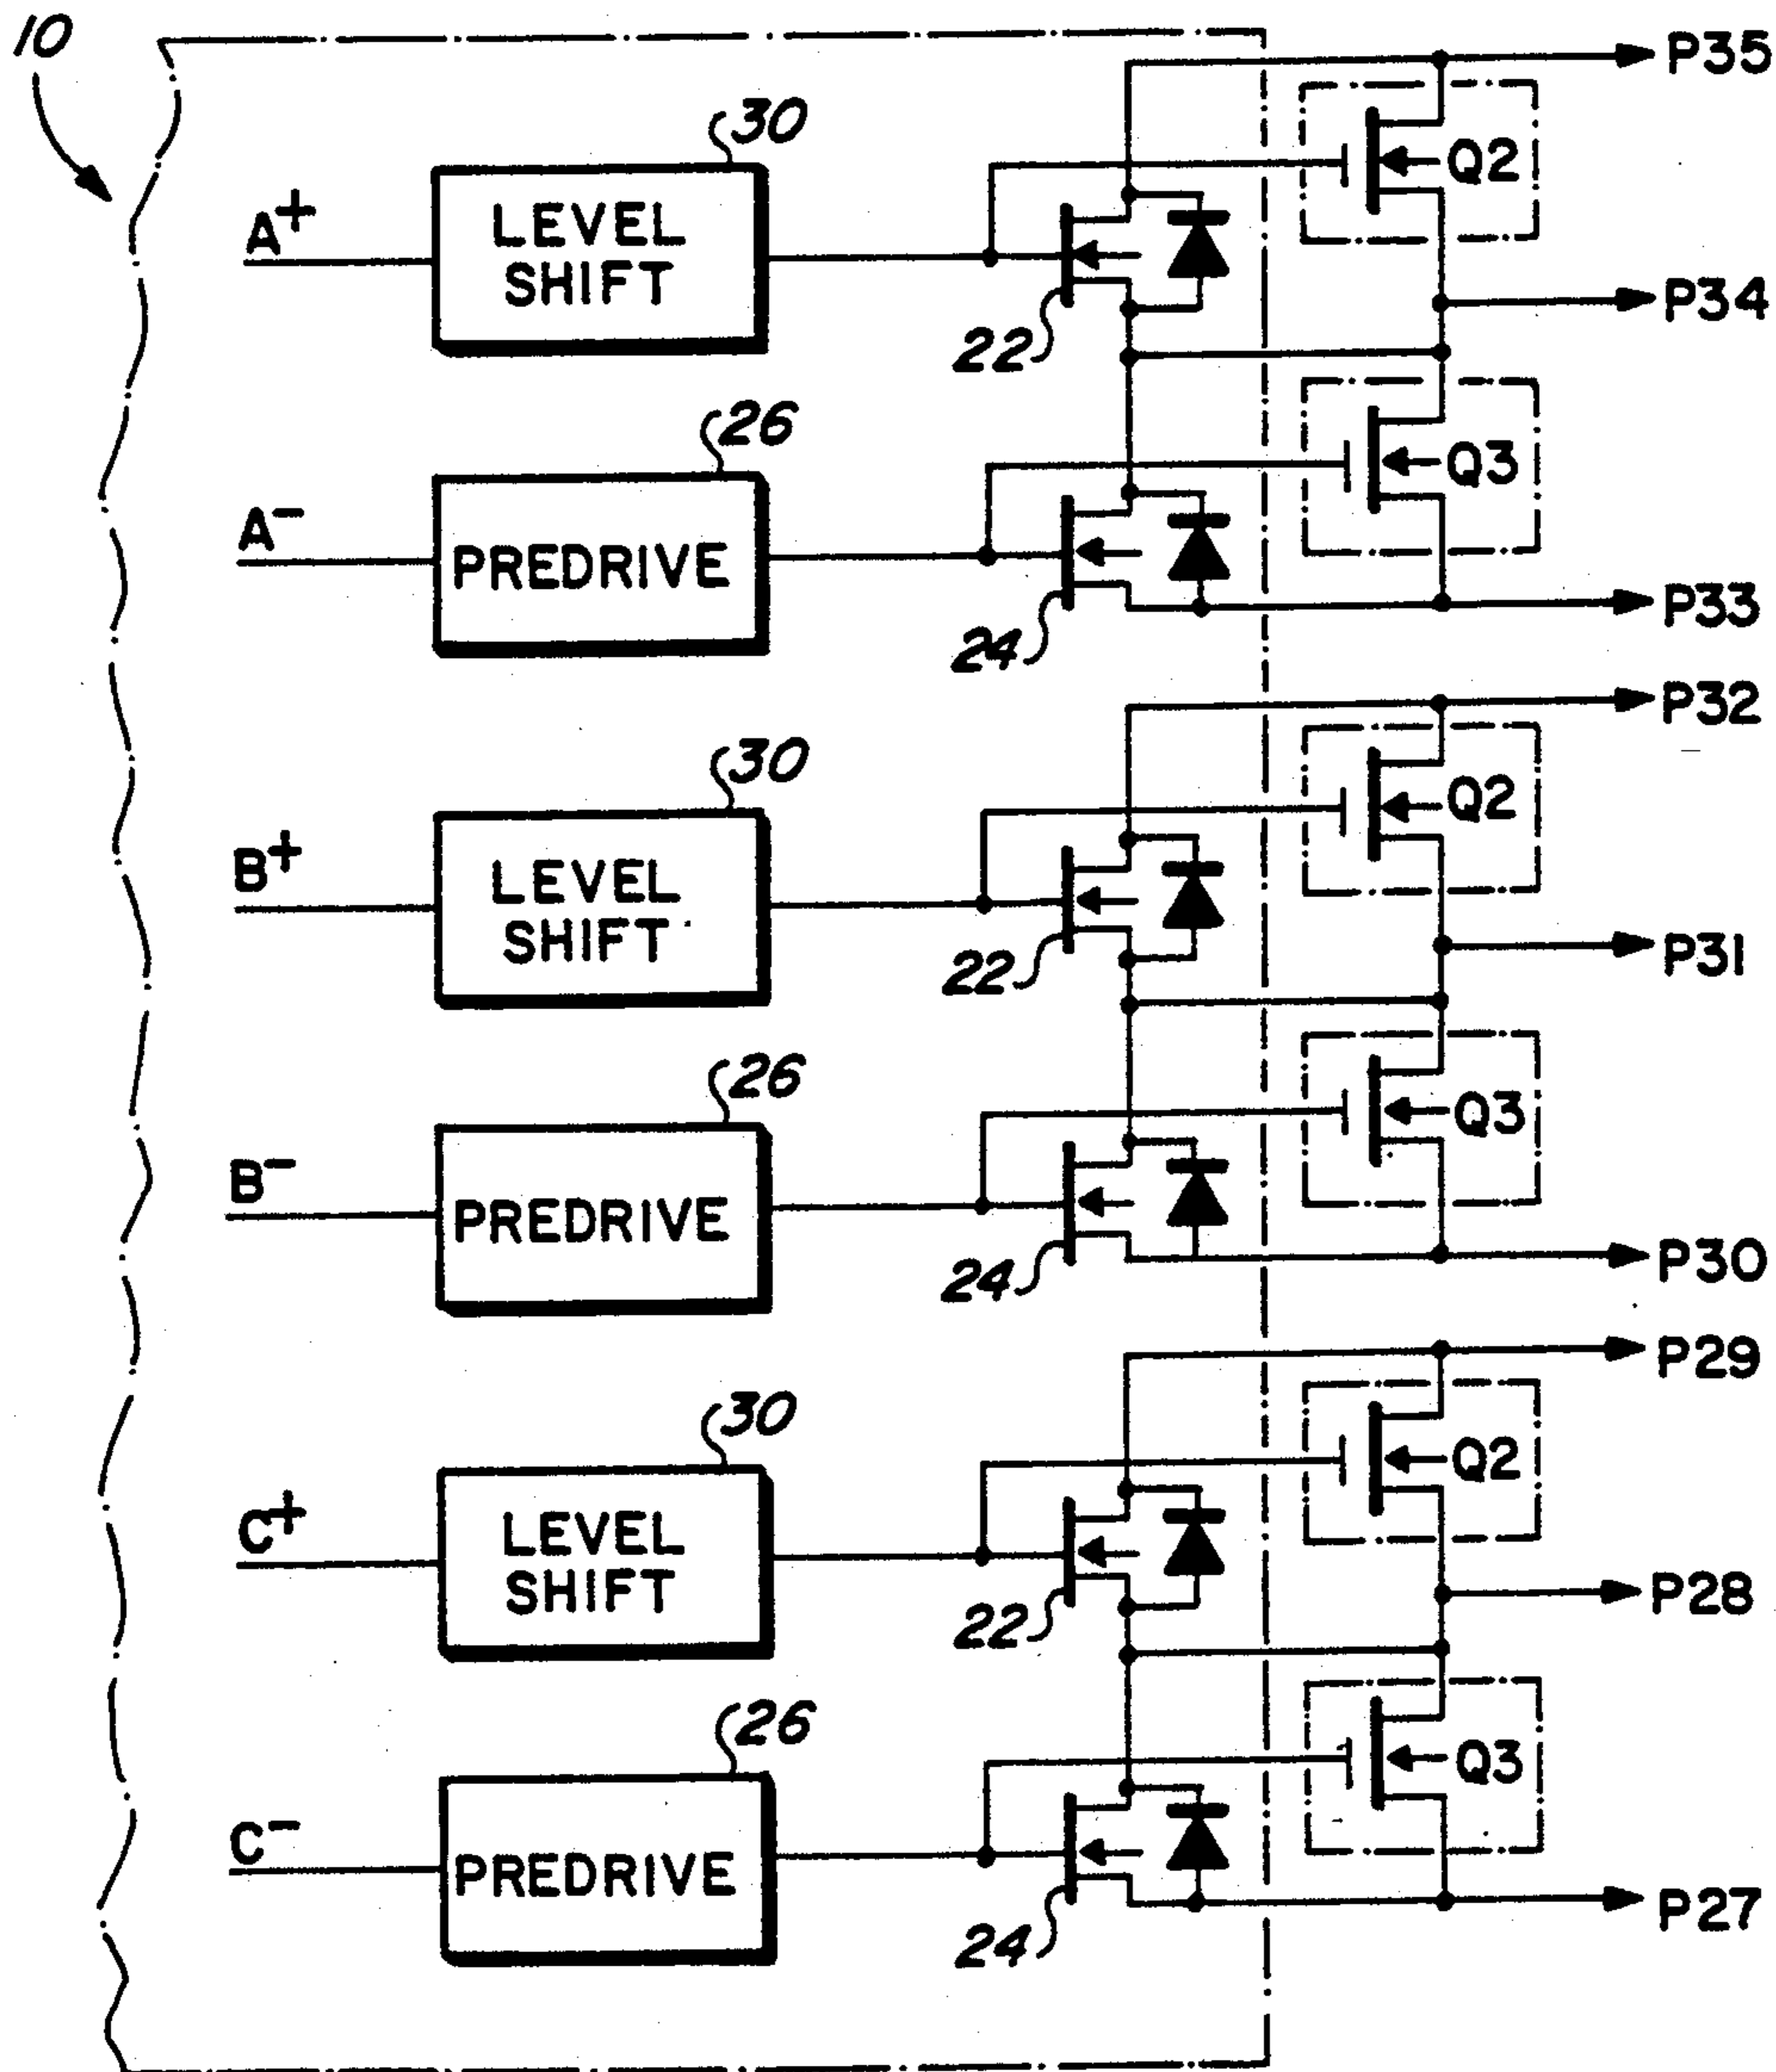 10
P35
30
Q2
A+
LEVEL
SHIFT
P34
22
26
Q3
A-
PREDRIVE
P33
24
P32
30
Q2
B+
LEVEL
SHIFT
P31
22
26
Q3
B-
PREDRIVE
P30
24
P29
30
Q2
C+
LEVEL
SHIFT
P28
22
26
Q3
C-
PREDRIVE
P27
24